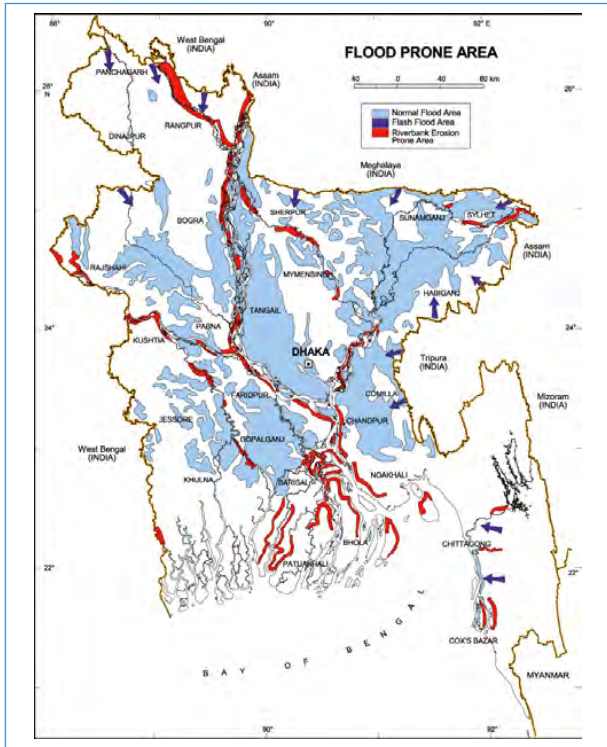 88°
90°
92° E
West Bengal
(INDIA)
FLOOD PRONE AREA
PANCHAGARH
Assam
(INDIA)
40 0 40 80 km
26°
26°
N
Normal Flood Area
Flash Flood Area
Riverbank Erosion
Prone Area
RANGPUR
DINAJPUR
Meghalaya
(INDIA)
SHERPUR
SUNAMGANJ
SYLHET
BOGRA
Assam
(INDIA)
RAJSHAHI
MYMENSINGH
HABIGANJ
TANGAIL
24°
24°
PABNA
KUSHTIA
DHAKA
Tripura
(INDIA)
FARIDPUR
COMILLA
Mizoram
(INDIA)
JESSORE
CHANDPUR
GOPALGANJ
West Bengal
(INDIA)
NOAKHALI
KHULNA
BARISAL
BHOLA
CHITTAGONG
PATUAKHALI
22°
22°
COX'S BAZAR
BAY OF BENGAL
MYANMAR
90°
92°